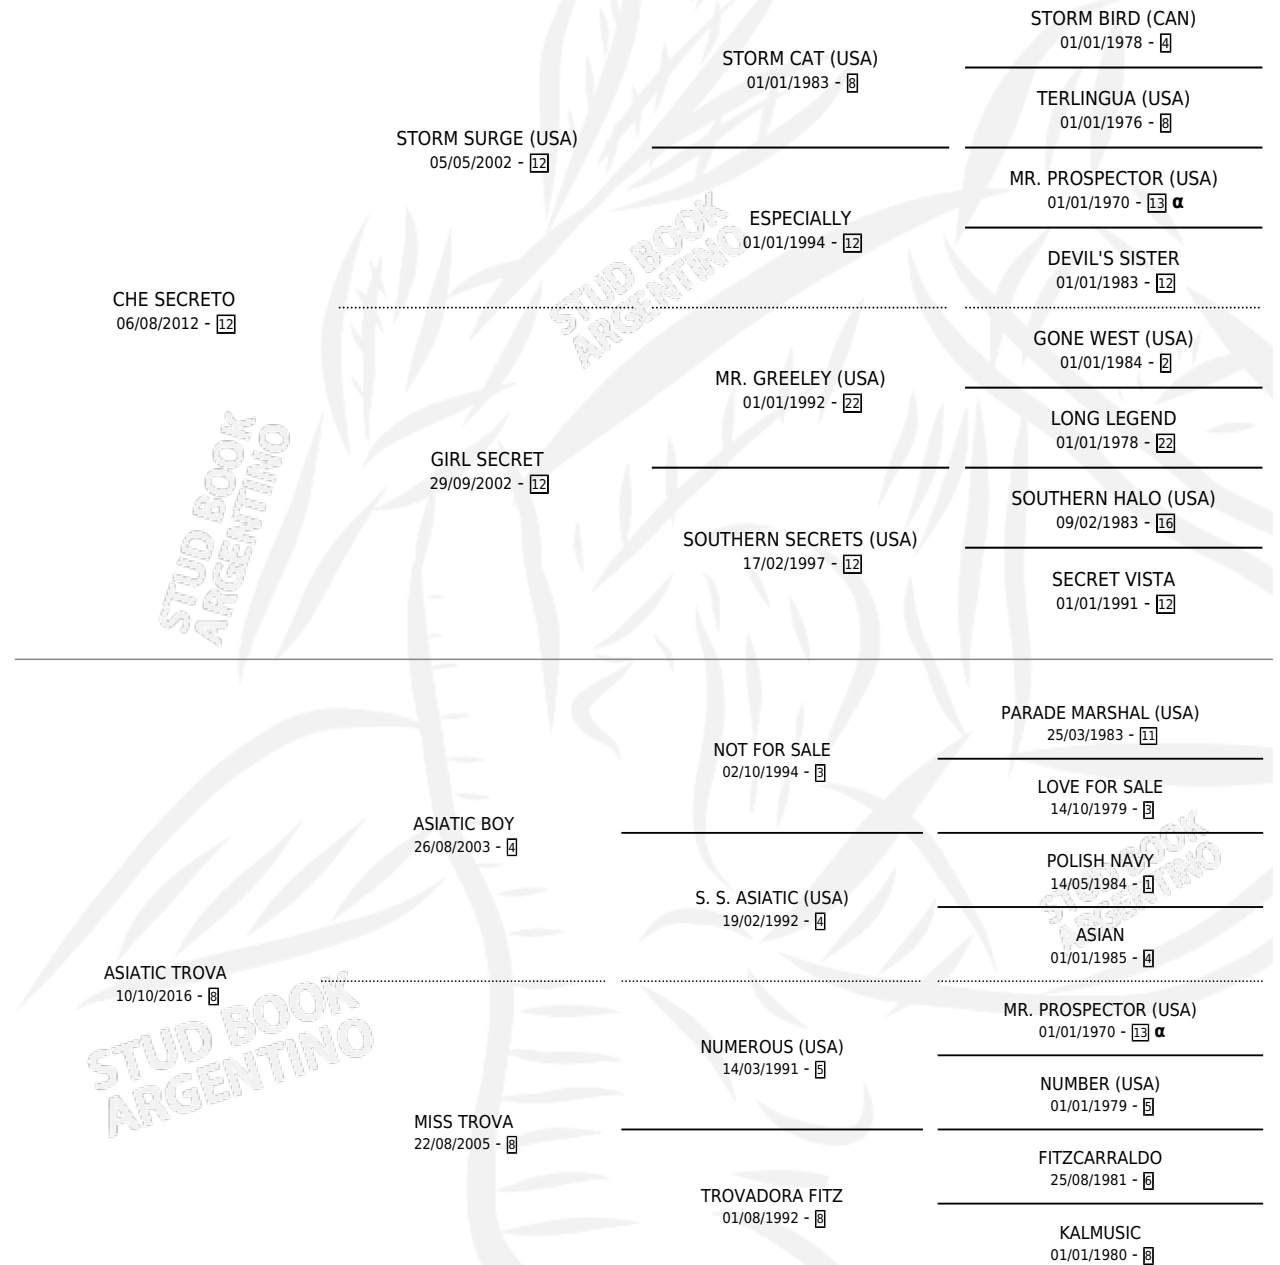 STORM BIRD (CAN)
01/01/1978 - 4
STORM CAT (USA)
01/01/1983 - 8
TERLINGUA (USA)
01/01/1976 - 8
STORM SURGE (USA)
05/05/2002 - 12
MR. PROSPECTOR (USA)
01/01/1970 - 13 α
ESPECIALLY
01/01/1994 - 12
DEVIL'S SISTER
01/01/1983 - 12
CHE SECRETO
06/08/2012 - 12
GONE WEST (USA)
01/01/1984 - 2
MR. GREELEY (USA)
01/01/1992 - 22
LONG LEGEND
01/01/1978 - 22
GIRL SECRET
29/09/2002 - 12
SOUTHERN HALO (USA)
09/02/1983 - 16
SOUTHERN SECRETS (USA)
17/02/1997 - 12
SECRET VISTA
01/01/1991 - 12
PARADE MARSHAL (USA)
25/03/1983 - 11
NOT FOR SALE
02/10/1994 - 3
LOVE FOR SALE
14/10/1979 - 3
ASIATIC BOY
26/08/2003 - 4
POLISH NAVY
14/05/1984 - 1
S. S. ASIATIC (USA)
19/02/1992 - 4
ASIAN
01/01/1985 - 4
ASIATIC TROVA
10/10/2016 - 8
MR. PROSPECTOR (USA)
01/01/1970 - 13 α
NUMEROUS (USA)
14/03/1991 - 5
NUMBER (USA)
01/01/1979 - 5
MISS TROVA
22/08/2005 - 8
FITZCARRALDO
25/08/1981 - 6
TROVADORA FITZ
01/08/1992 - 8
KALMUSIC
01/01/1980 - 8
STUD BOOK
ARGENTINO
STUD BOOK
ARGENTINO
STUD BOOK
ARGENTINO
STUD BOOK
ARGENTINO